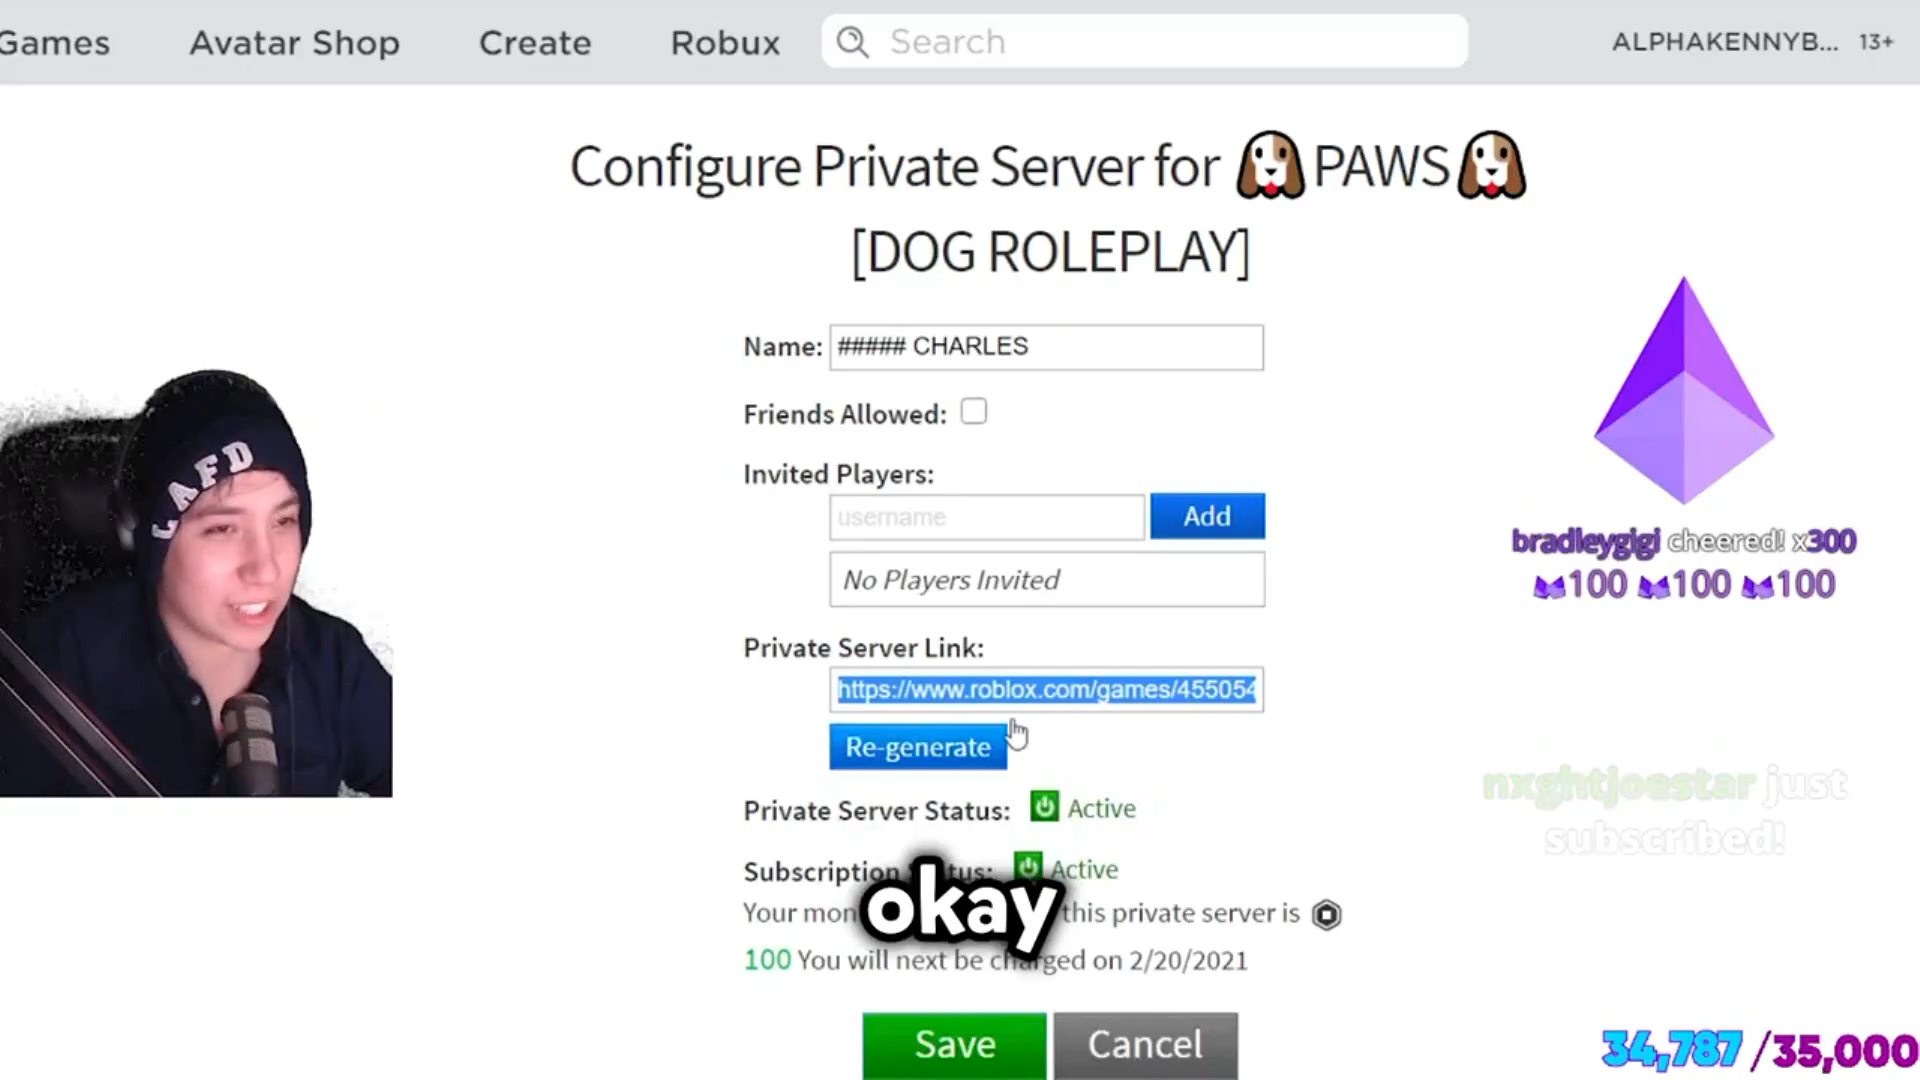 Games Avatar Shop Create Robux Search ALPHAKENNYB... 13+
Configure Private Server for PAWS
[DOG ROLEPLAY]
Name: ##### CHARLES
Friends Allowed:
Invited Players:
username Add
No Players Invited
Private Server Link:
https://www.roblox.com/games/455054
Re-generate
Private Server Status: Active
Subscription tus: Active
Your mon this private server is
100 You will next be charged on 2/20/2021
okay
Save Cancel
LAFD
bradleygigi cheered! x300
100 100 100
nxghtjoestar just
subscribed!
34,787 /35,000